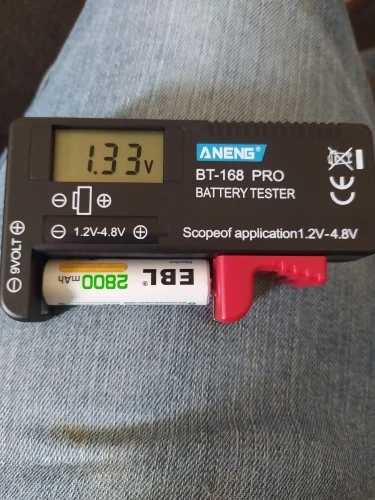 1.33V
ANENG®
BT-168 PRO
BATTERY TESTER
⊖ ⊕
⊖ 1.2V-4.8V ⊕
Scopeof application1.2V-4.8V
⊖ 9VOLT ⊕
CE
EBL®
2800mAh